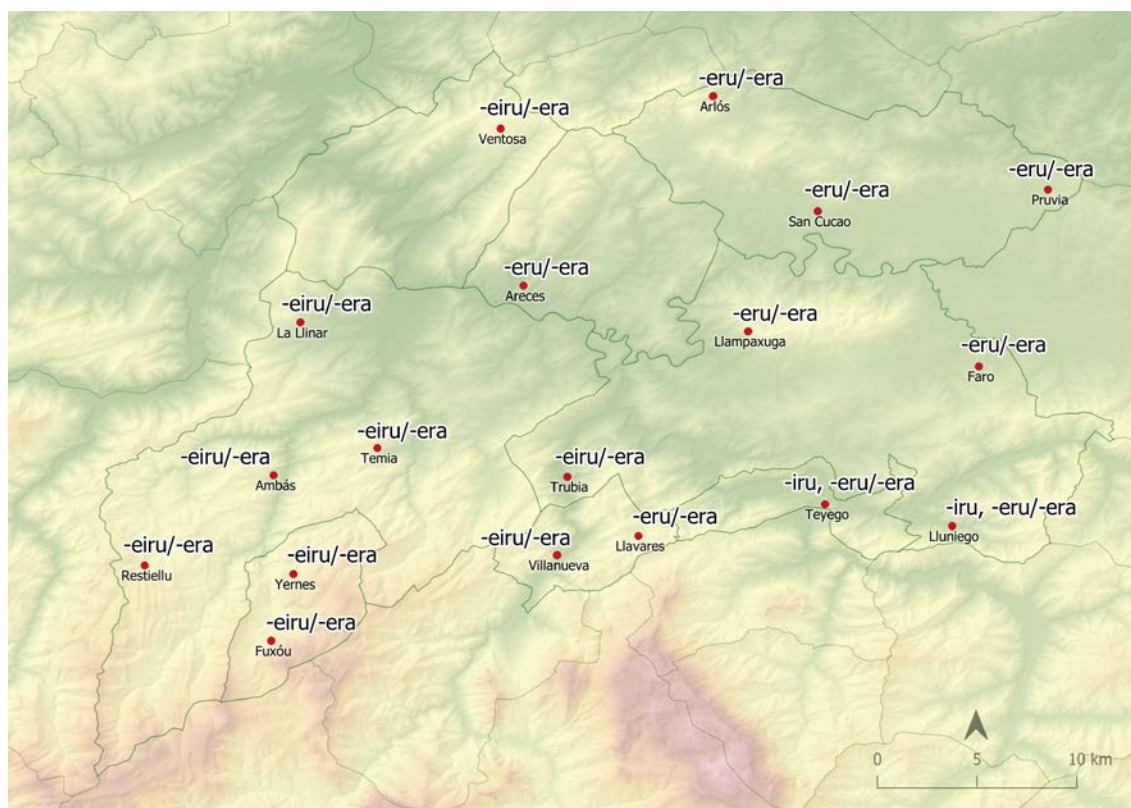 -eru/-era
Arlós
-eiru/-era
Ventosa
-eru/-era
Pruvia
-eru/-era
San Cucao
-eru/-era
Areces
-eiru/-era
La Llinar
-eru/-era
Llampaxuga
-eru/-era
Faro
-eiru/-era
Temia
-eiru/-era
Ambás
-eiru/-era
Trubia
-iru, -eru/-era
Teyego
-iru, -eru/-era
Lluniego
-eru/-era
Llavares
-eiru/-era
Villanueva
-eiru/-era
Restiellu
-eiru/-era
Yernes
-eiru/-era
Fuxóu
0 5 10 km